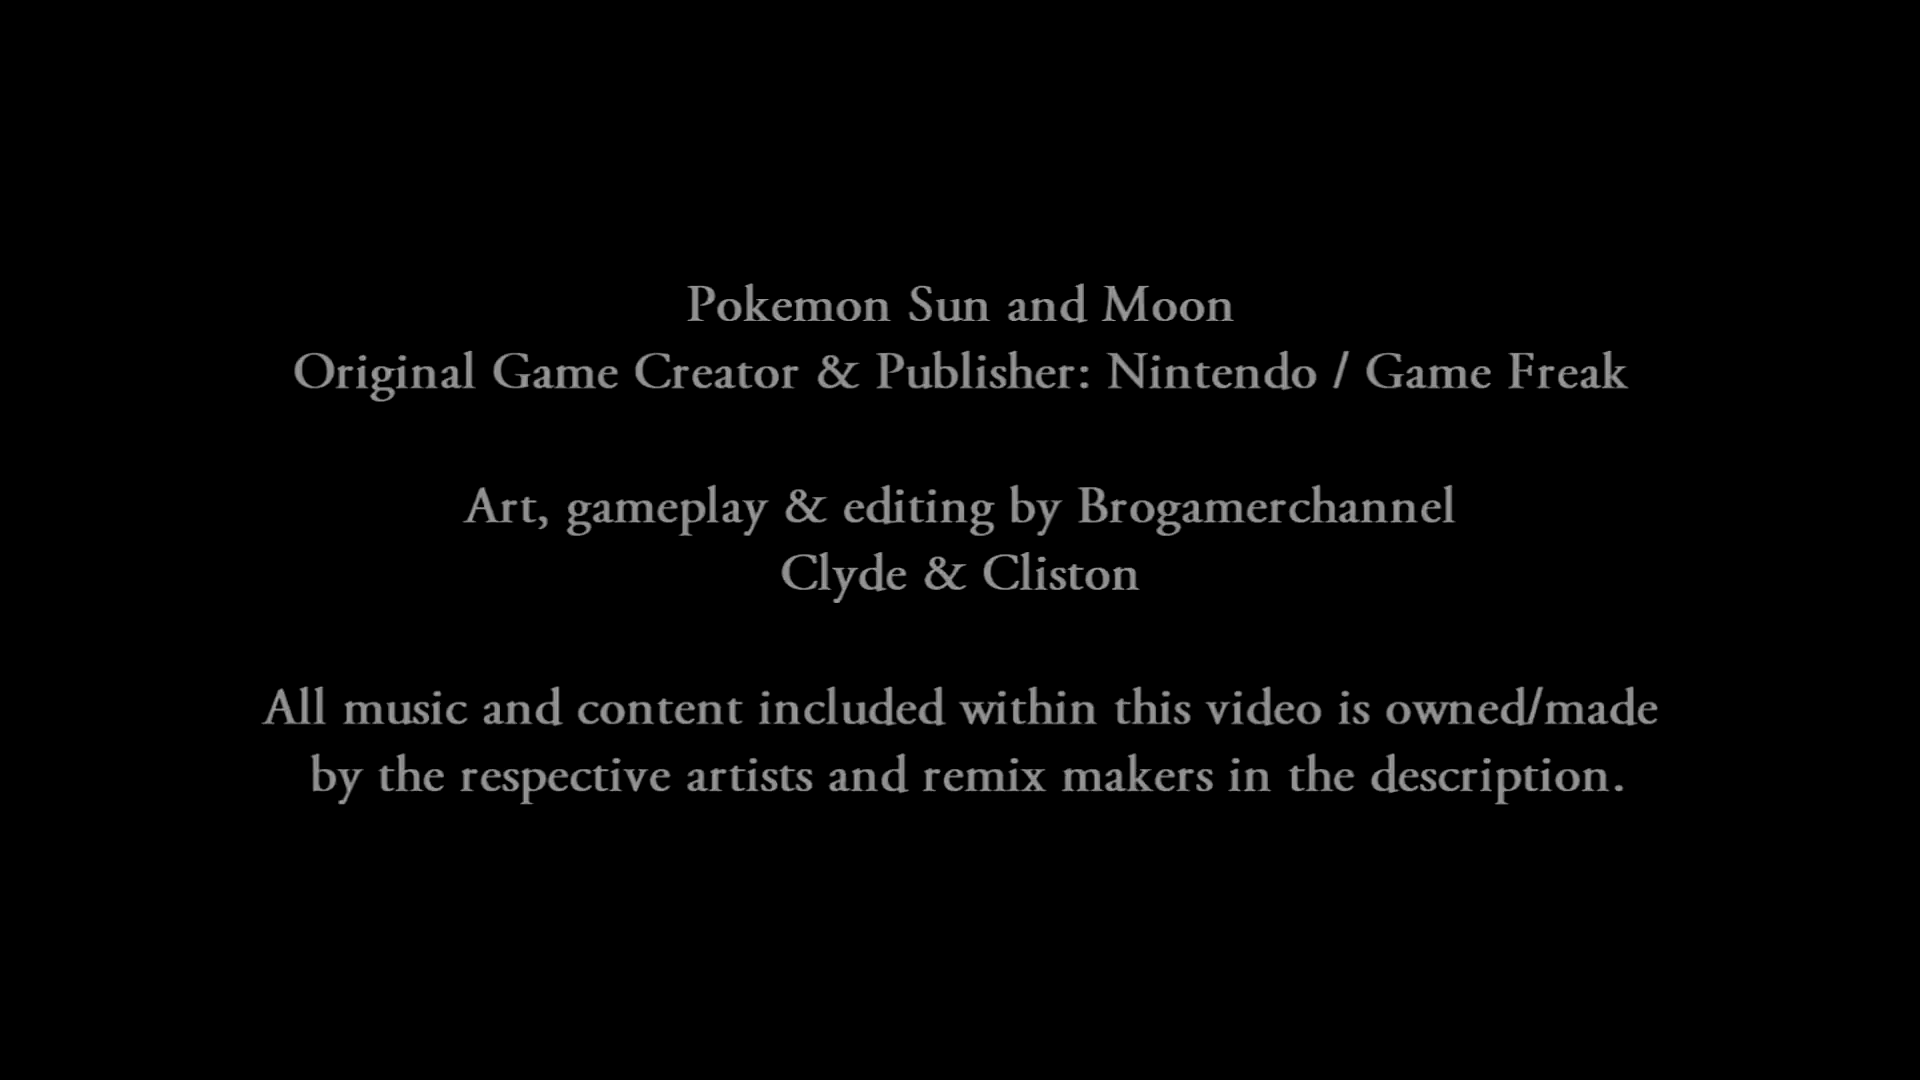 Pokemon Sun and Moon
Original Game Creator & Publisher: Nintendo / Game Freak
Art, gameplay & editing by Brogamerchannel
Clyde & Cliston
All music and content included within this video is owned/made
by the respective artists and remix makers in the description.